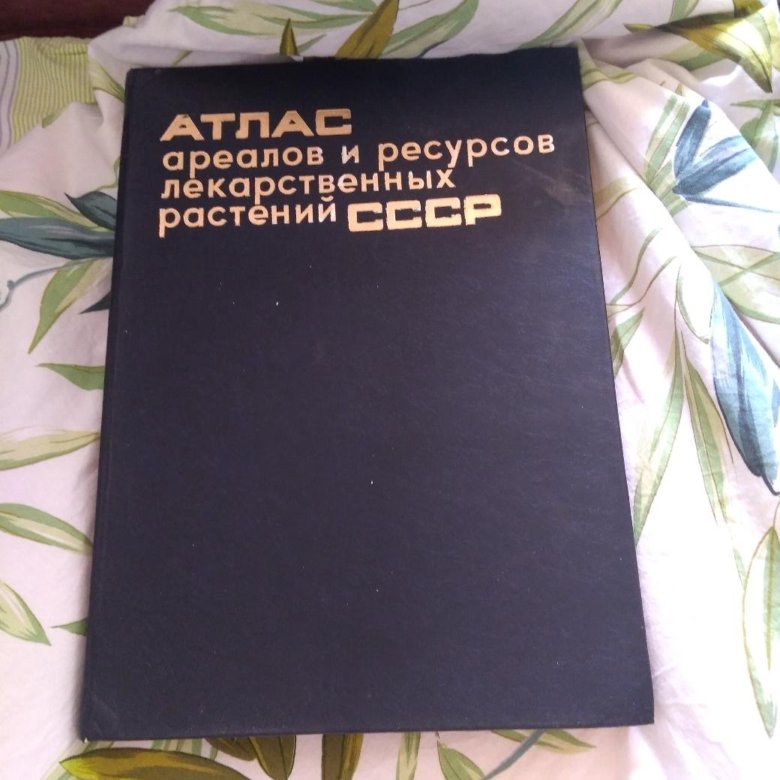 АТЛАС
ареалов и ресурсов
лекарственных
растений СССР